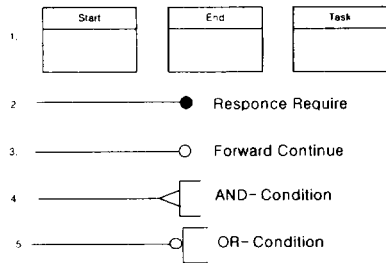 Start End Task
1.
2 Responce Require
3. Forward Continue
4 AND-Condition
5 OR-Condition